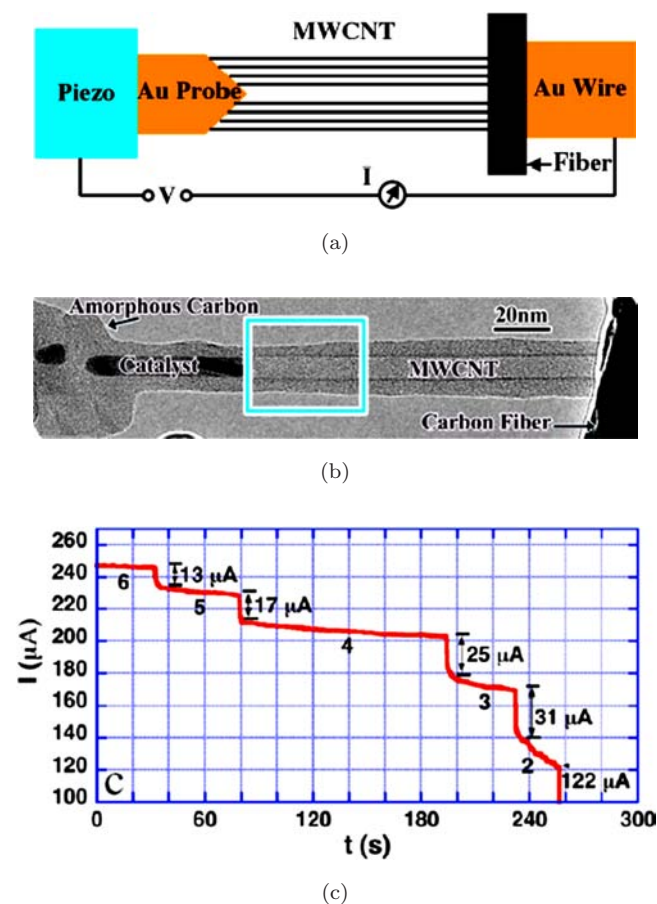 MWCNT
Piezo
Au Probe
Au Wire
V
I
Fiber
(a)
Amorphous Carbon
20nm
Catalyst
MWCNT
Carbon Fiber
(b)
260
240
220
200
180
160
140
120
100
I (μA)
6
13 μA
5
17 μA
4
25 μA
3
31 μA
2
122 μA
C
0 60 120 180 240 300
t (s)
(c)